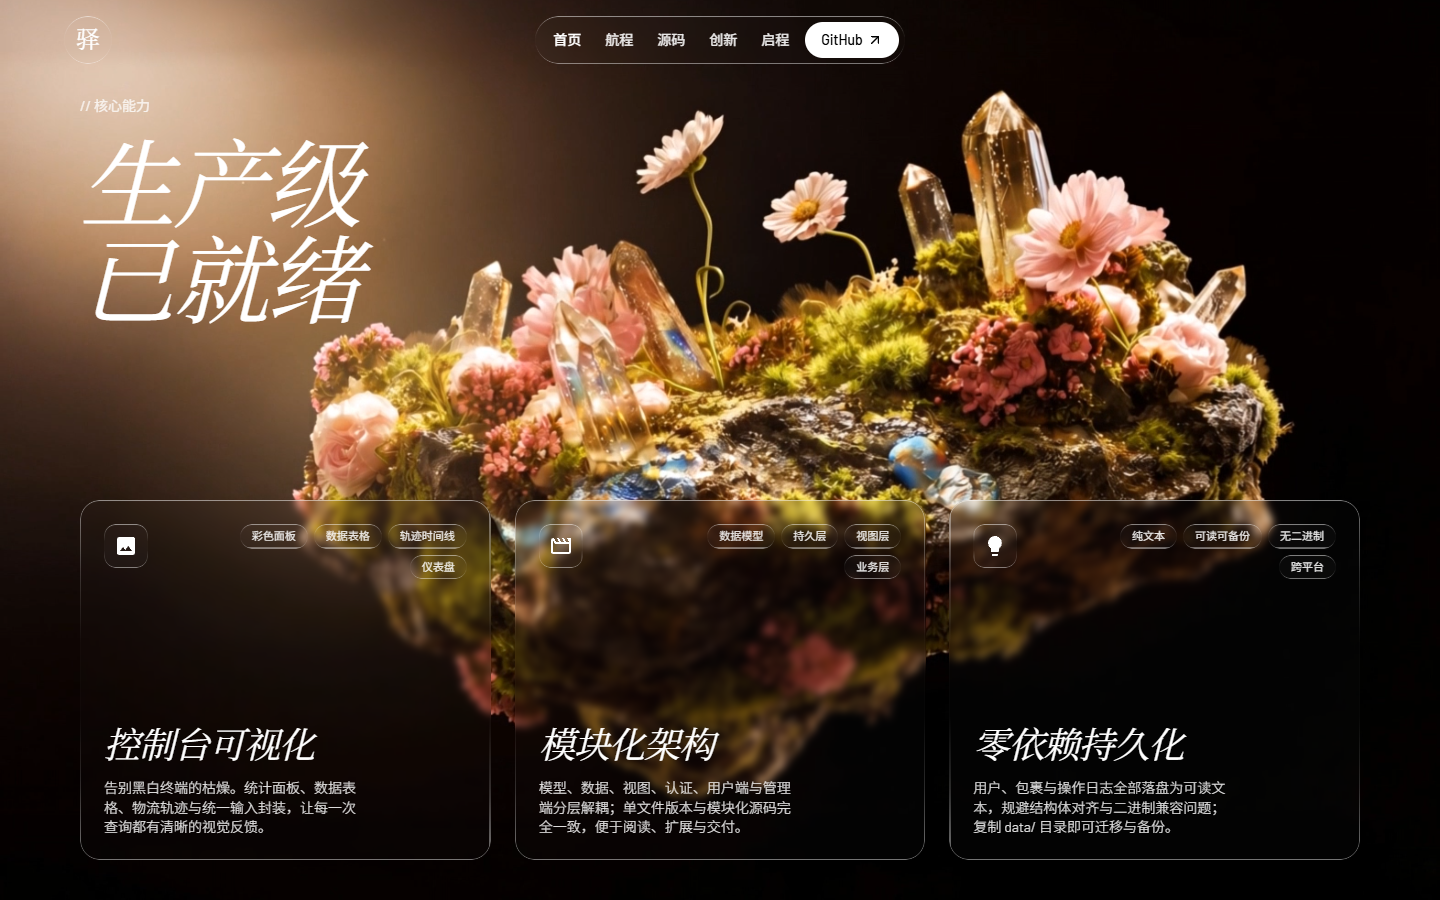 驿
首页 航程 源码 创新 启程 GitHub
// 核心能力
生产级
已就绪
彩色面板 数据表格 轨迹时间线
仪表盘
控制台可视化
告别黑白终端的枯燥。统计面板、数据表
格、物流轨迹与统一输入封装，让每一次
查询都有清晰的视觉反馈。
数据模型 持久层 视图层
业务层
模块化架构
模型、数据、视图、认证、用户端与管理
端分层解耦；单文件版本与模块化源码完
全一致，便于阅读、扩展与交付。
纯文本 可读可备份 无二进制
跨平台
零依赖持久化
用户、包裹与操作日志全部落盘为可读文
本，规避结构体对齐与二进制兼容问题；
复制 data/ 目录即可迁移与备份。